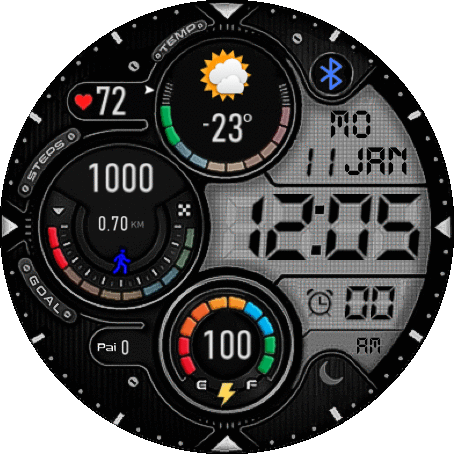 TEMP
72
-23°
MO
11 JAN
STEPS
1000
0.70 KM
12:05
GOAL
00
Pai 0
100
AM
E F